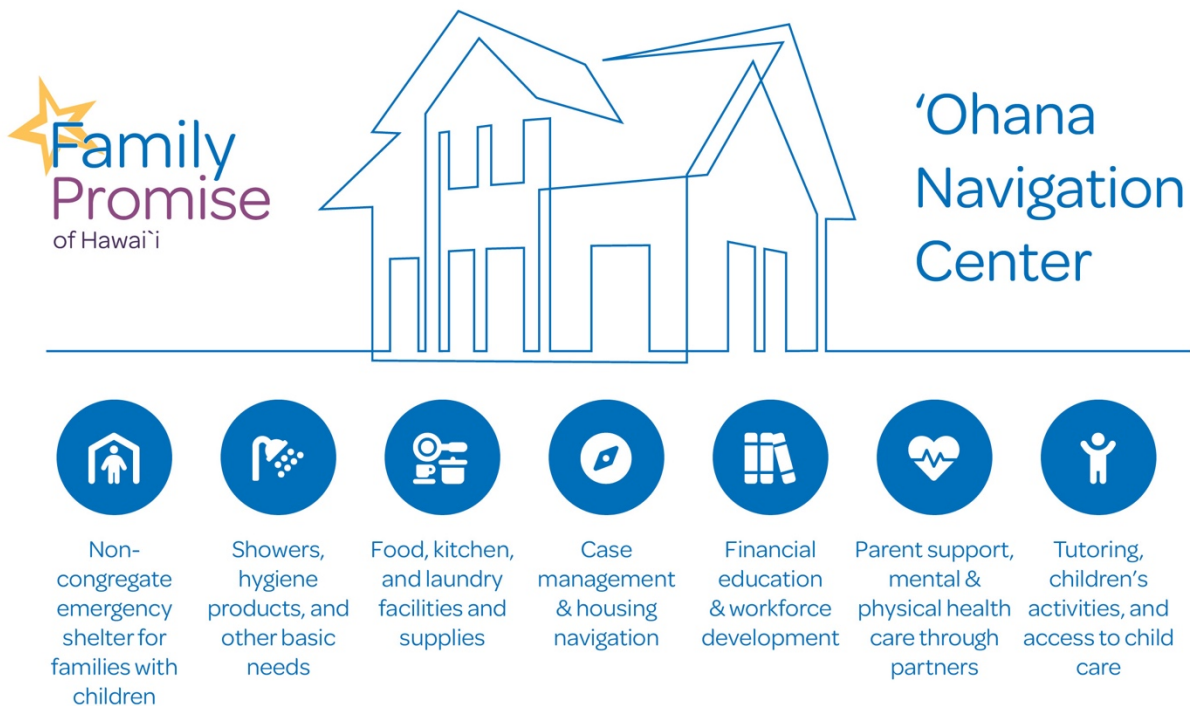 Family
Promise
of Hawai`i
‘Ohana
Navigation
Center
Non-
congregate
emergency
shelter for
families with
children
Showers,
hygiene
products, and
other basic
needs
Food, kitchen,
and laundry
facilities and
supplies
Case
management
& housing
navigation
Financial
education
& workforce
development
Parent support,
mental &
physical health
care through
partners
Tutoring,
children’s
activities, and
access to child
care